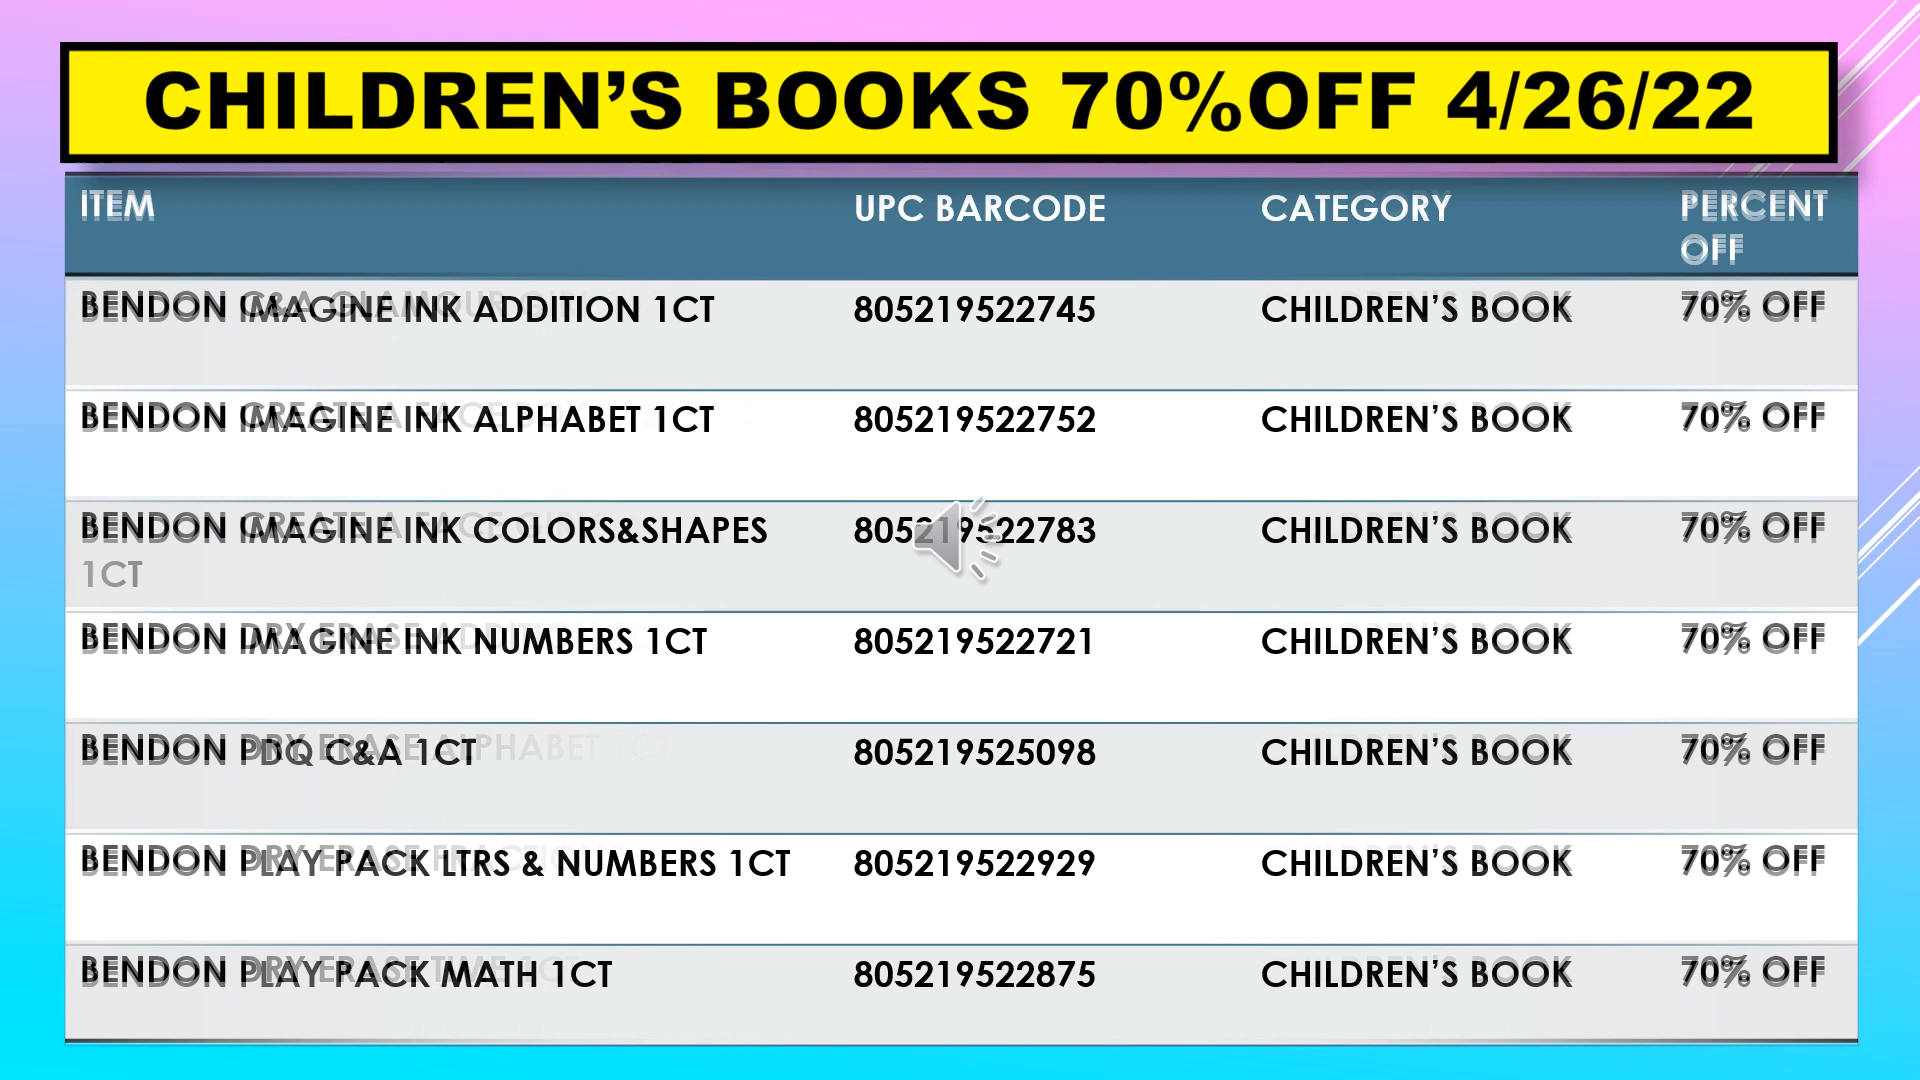 CHILDREN’S BOOKS 70%OFF 4/26/22
ITEM UPC BARCODE CATEGORY PERCENT OFF
BENDON IMAGINE INK ADDITION 1CT 805219522745 CHILDREN’S BOOK 70% OFF
BENDON IMAGINE INK ALPHABET 1CT 805219522752 CHILDREN’S BOOK 70% OFF
BENDON IMAGINE INK COLORS&SHAPES 1CT 805219522783 CHILDREN’S BOOK 70% OFF
BENDON IMAGINE INK NUMBERS 1CT 805219522721 CHILDREN’S BOOK 70% OFF
BENDON PDQ C&A 1CT 805219525098 CHILDREN’S BOOK 70% OFF
BENDON PLAY PACK LTRS & NUMBERS 1CT 805219522929 CHILDREN’S BOOK 70% OFF
BENDON PLAY PACK MATH 1CT 805219522875 CHILDREN’S BOOK 70% OFF